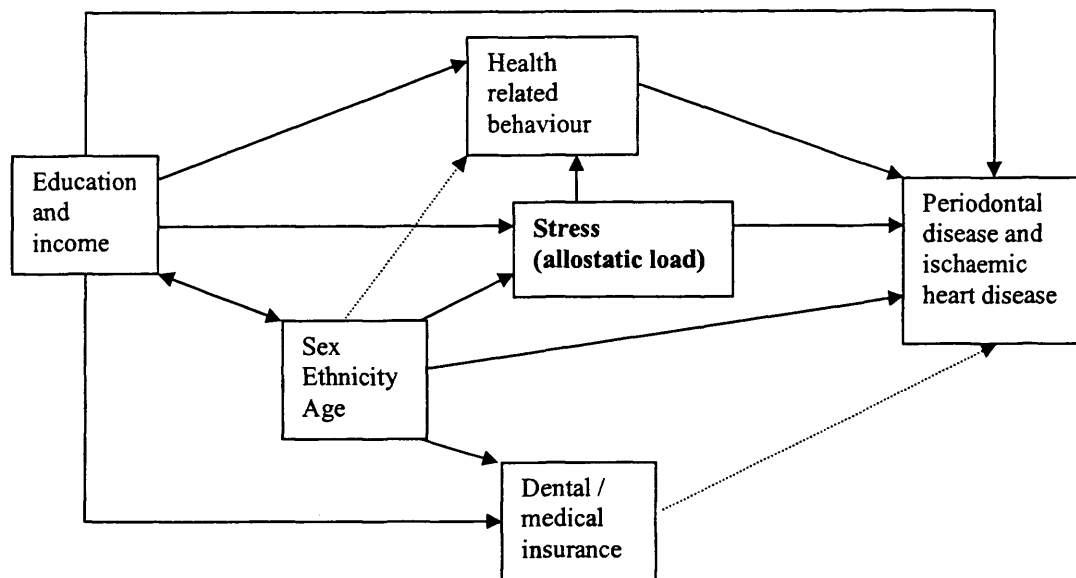 Health
related
behaviour
Education
and
income
Stress
(allostatic load)
Periodontal
disease and
ischaemic
heart disease
Sex
Ethnicity
Age
Dental /
medical
insurance